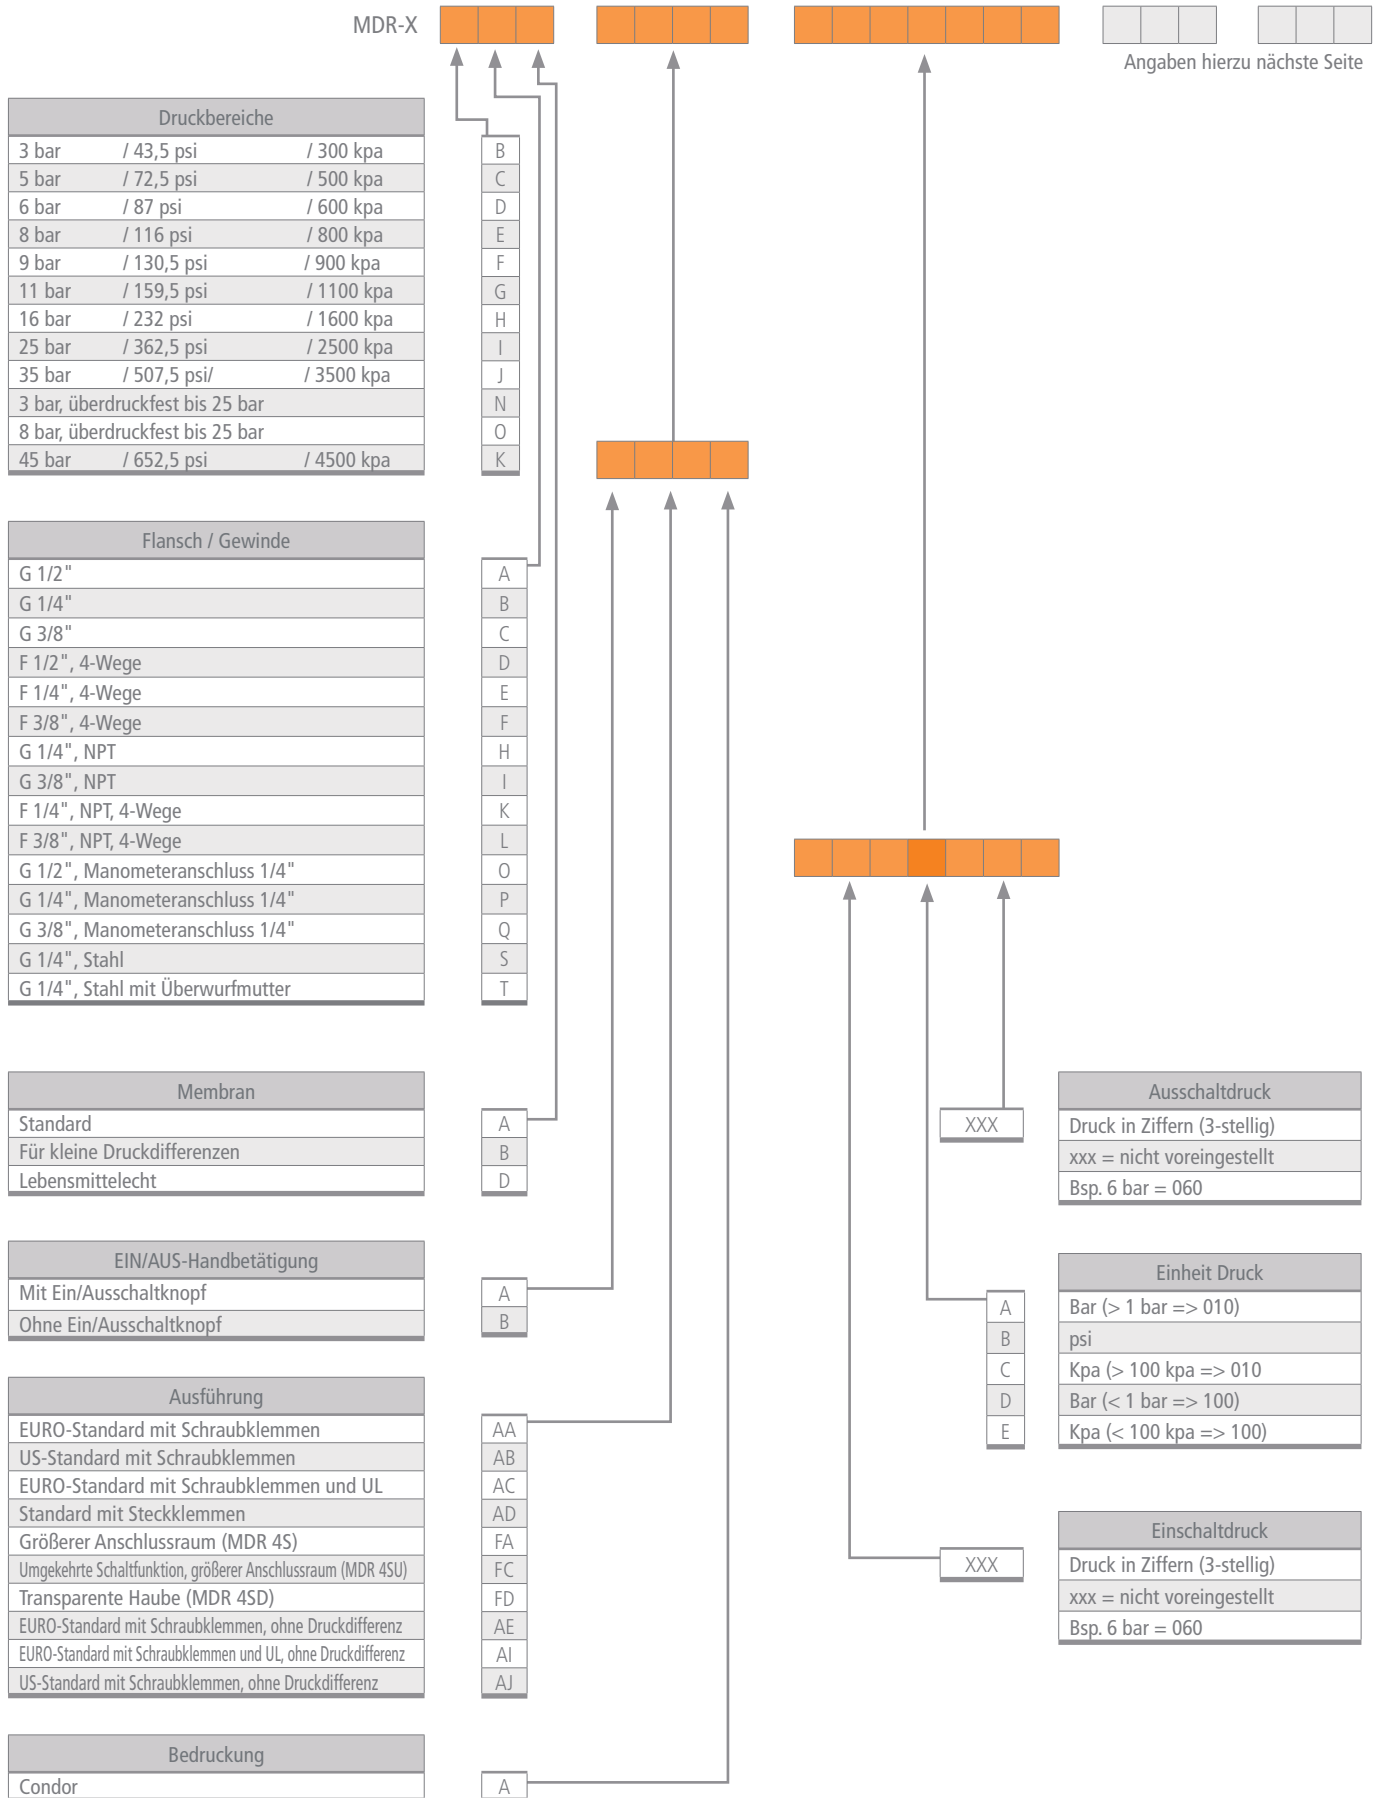 MDR-X
Angaben hierzu nächste Seite
Druckbereiche
3 bar / 43,5 psi / 300 kpa B
5 bar / 72,5 psi / 500 kpa C
6 bar / 87 psi / 600 kpa D
8 bar / 116 psi / 800 kpa E
9 bar / 130,5 psi / 900 kpa F
11 bar / 159,5 psi / 1100 kpa G
16 bar / 232 psi / 1600 kpa H
25 bar / 362,5 psi / 2500 kpa I
35 bar / 507,5 psi/ / 3500 kpa J
3 bar, überdruckfest bis 25 bar N
8 bar, überdruckfest bis 25 bar O
45 bar / 652,5 psi / 4500 kpa K
Flansch / Gewinde
G 1/2" A
G 1/4" B
G 3/8" C
F 1/2", 4-Wege D
F 1/4", 4-Wege E
F 3/8", 4-Wege F
G 1/4", NPT H
G 3/8", NPT I
F 1/4", NPT, 4-Wege K
F 3/8", NPT, 4-Wege L
G 1/2", Manometeranschluss 1/4" O
G 1/4", Manometeranschluss 1/4" P
G 3/8", Manometeranschluss 1/4" Q
G 1/4", Stahl S
G 1/4", Stahl mit Überwurfmutter T
Membran
Standard A
Für kleine Druckdifferenzen B
Lebensmittelecht D
EIN/AUS-Handbetätigung
Mit Ein/Ausschaltknopf A
Ohne Ein/Ausschaltknopf B
Ausführung
EURO-Standard mit Schraubklemmen AA
US-Standard mit Schraubklemmen AB
EURO-Standard mit Schraubklemmen und UL AC
Standard mit Steckklemmen AD
Größerer Anschlussraum (MDR 4S) FA
Umgekehrte Schaltfunktion, größerer Anschlussraum (MDR 4SU) FC
Transparente Haube (MDR 4SD) FD
EURO-Standard mit Schraubklemmen, ohne Druckdifferenz AE
EURO-Standard mit Schraubklemmen und UL, ohne Druckdifferenz AI
US-Standard mit Schraubklemmen, ohne Druckdifferenz AJ
Bedruckung
Condor A
Ausschaltdruck
XXX Druck in Ziffern (3-stellig)
xxx = nicht voreingestellt
Bsp. 6 bar = 060
Einheit Druck
A Bar (> 1 bar => 010)
B psi
C Kpa (> 100 kpa => 010
D Bar (< 1 bar => 100)
E Kpa (< 100 kpa => 100)
Einschaltdruck
XXX Druck in Ziffern (3-stellig)
xxx = nicht voreingestellt
Bsp. 6 bar = 060